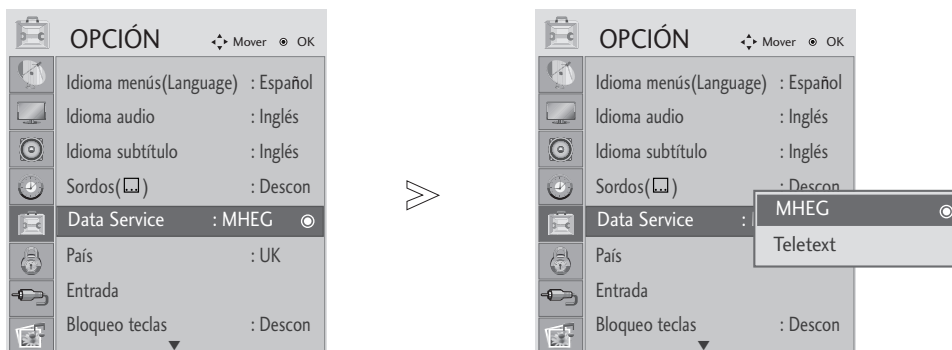 OPCIÓN Mover OK
Idioma menús(Language) : Español
Idioma audio : Inglés
Idioma subtítulo : Inglés
Sordos( ) : Descon
Data Service : MHEG
País : UK
Entrada
Bloqueo teclas : Descon
OPCIÓN Mover OK
Idioma menús(Language) : Español
Idioma audio : Inglés
Idioma subtítulo : Inglés
Sordos( ) : Descon
Data Service :
MHEG
Teletext
País
Entrada
Bloqueo teclas : Descon